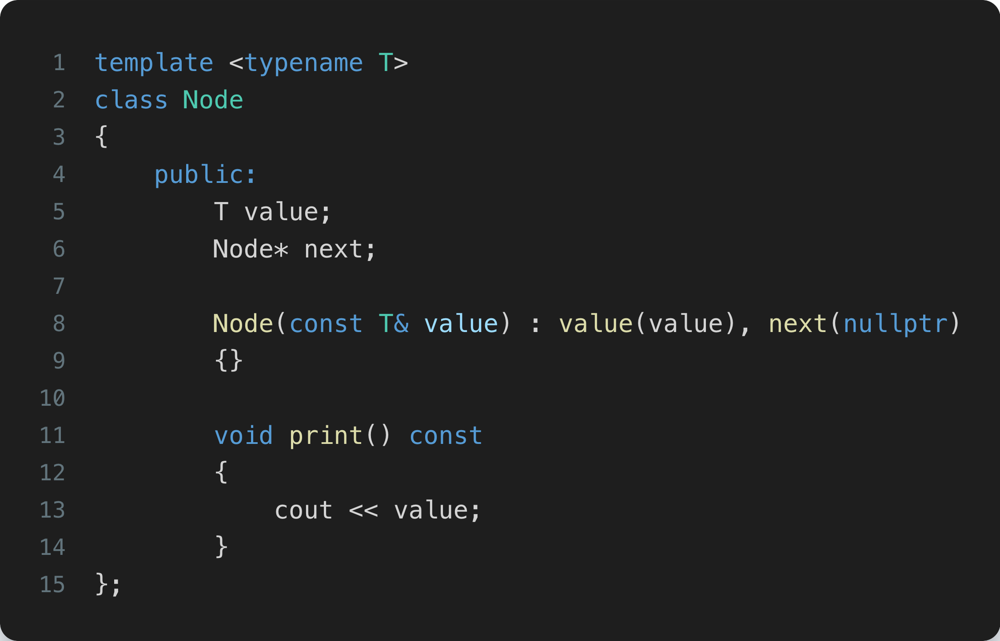 1 template <typename T>
2 class Node
3 {
4     public:
5         T value;
6         Node* next;
7
8         Node(const T& value) : value(value), next(nullptr)
9         {}
10
11         void print() const
12         {
13             cout << value;
14         }
15 };